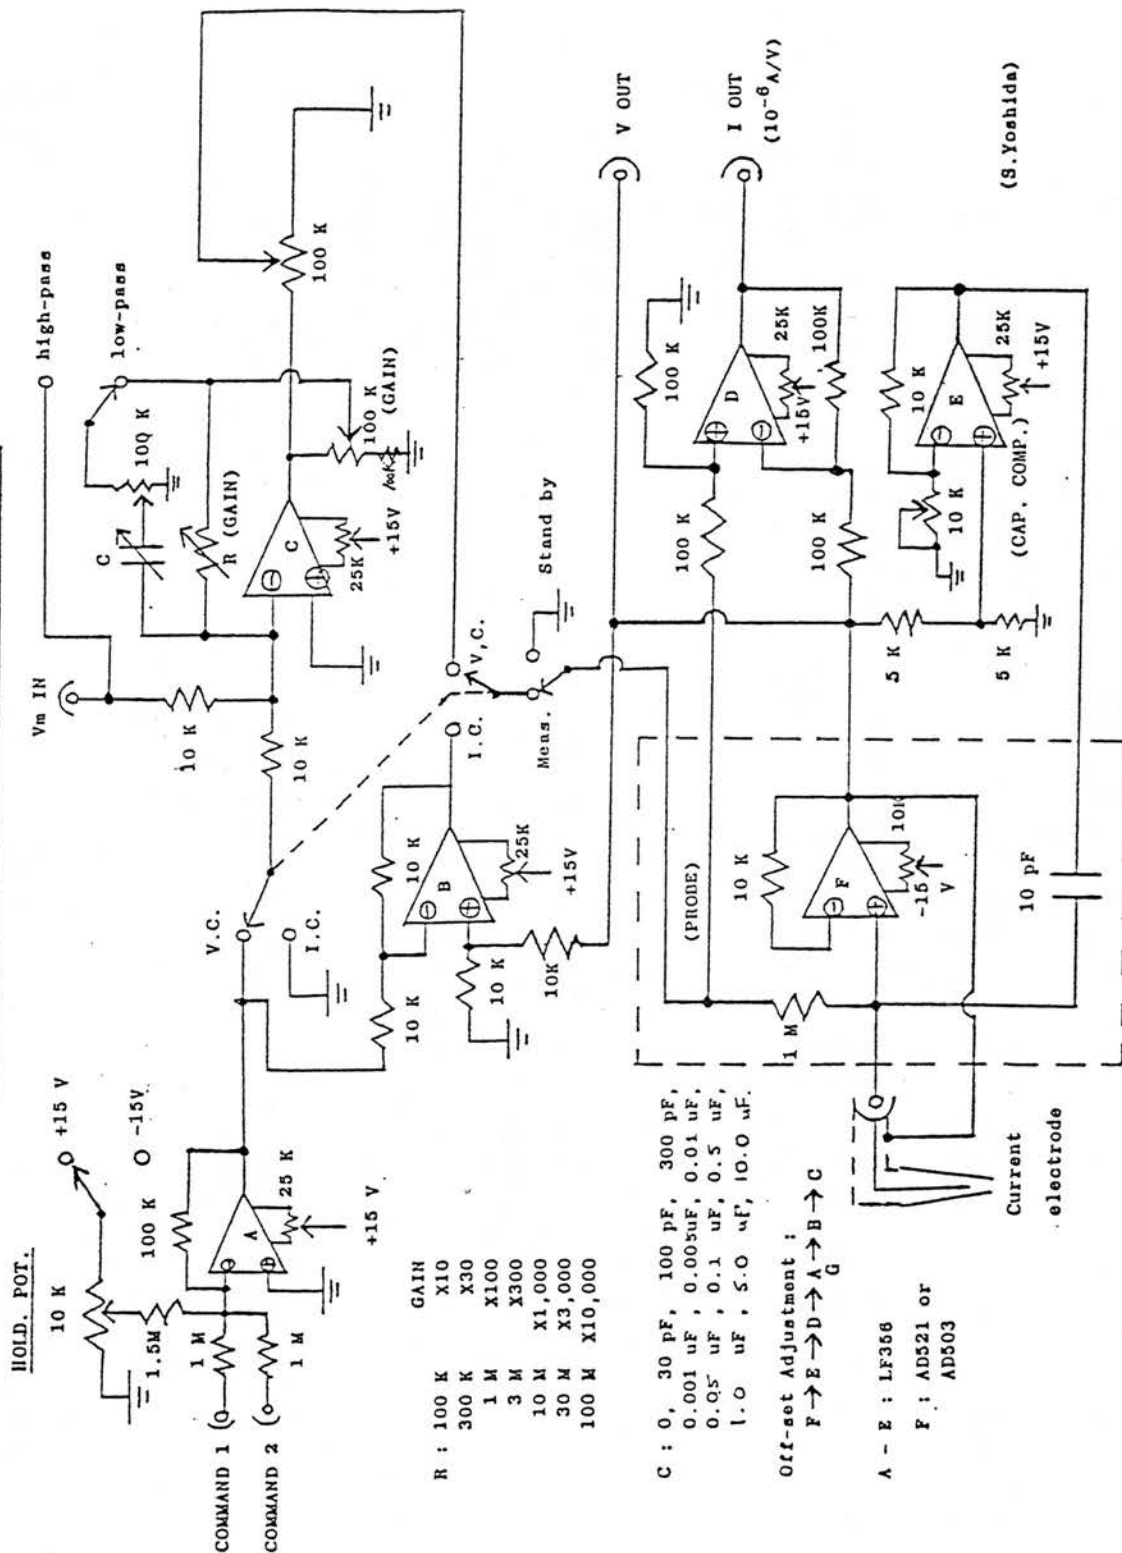 HOLD. POT.
10 K
+15 V
-15V
1.5M
100 K
COMMAND 1
1 M
COMMAND 2
1 M
A
25 K
+15 V
V.C.
I.C.
10 K
10 K
Vm IN
10 K
10 K
high-pass
low-pass
100 K
C
R (GAIN)
C
25K
+15V
100 K
(GAIN)
100K
100 K
10 K
10 K
B
25K
+15V
10 K
10K
I.C.
V.C.
Mens.
Stand by
V OUT
I OUT
(10-6 A/V)
100 K
100 K
D
25K
+15V
100K
100 K
5 K
5 K
10 K
E
25K
+15V
10 K
(CAP. COMP.)
(S.Yoshida)
(PROBE)
10 K
F
10K
-15
V
1 M
10 pF
Current
electrode
GAIN
R : 100 K X10
300 K X30
1 M X100
3 M X300
10 M X1,000
30 M X3,000
100 M X10,000
C : 0, 30 pF, 100 pF, 300 pF,
0.001 uF, 0.005uF, 0.01 uF,
0.05 uF, 0.1 uF, 0.5 uF,
1.0 uF, 5.0 uF, 10.0 uF.
Off-set Adjustment :
F→E→D→A→B→C
G
A - E : LF356
F : AD521 or
AD503